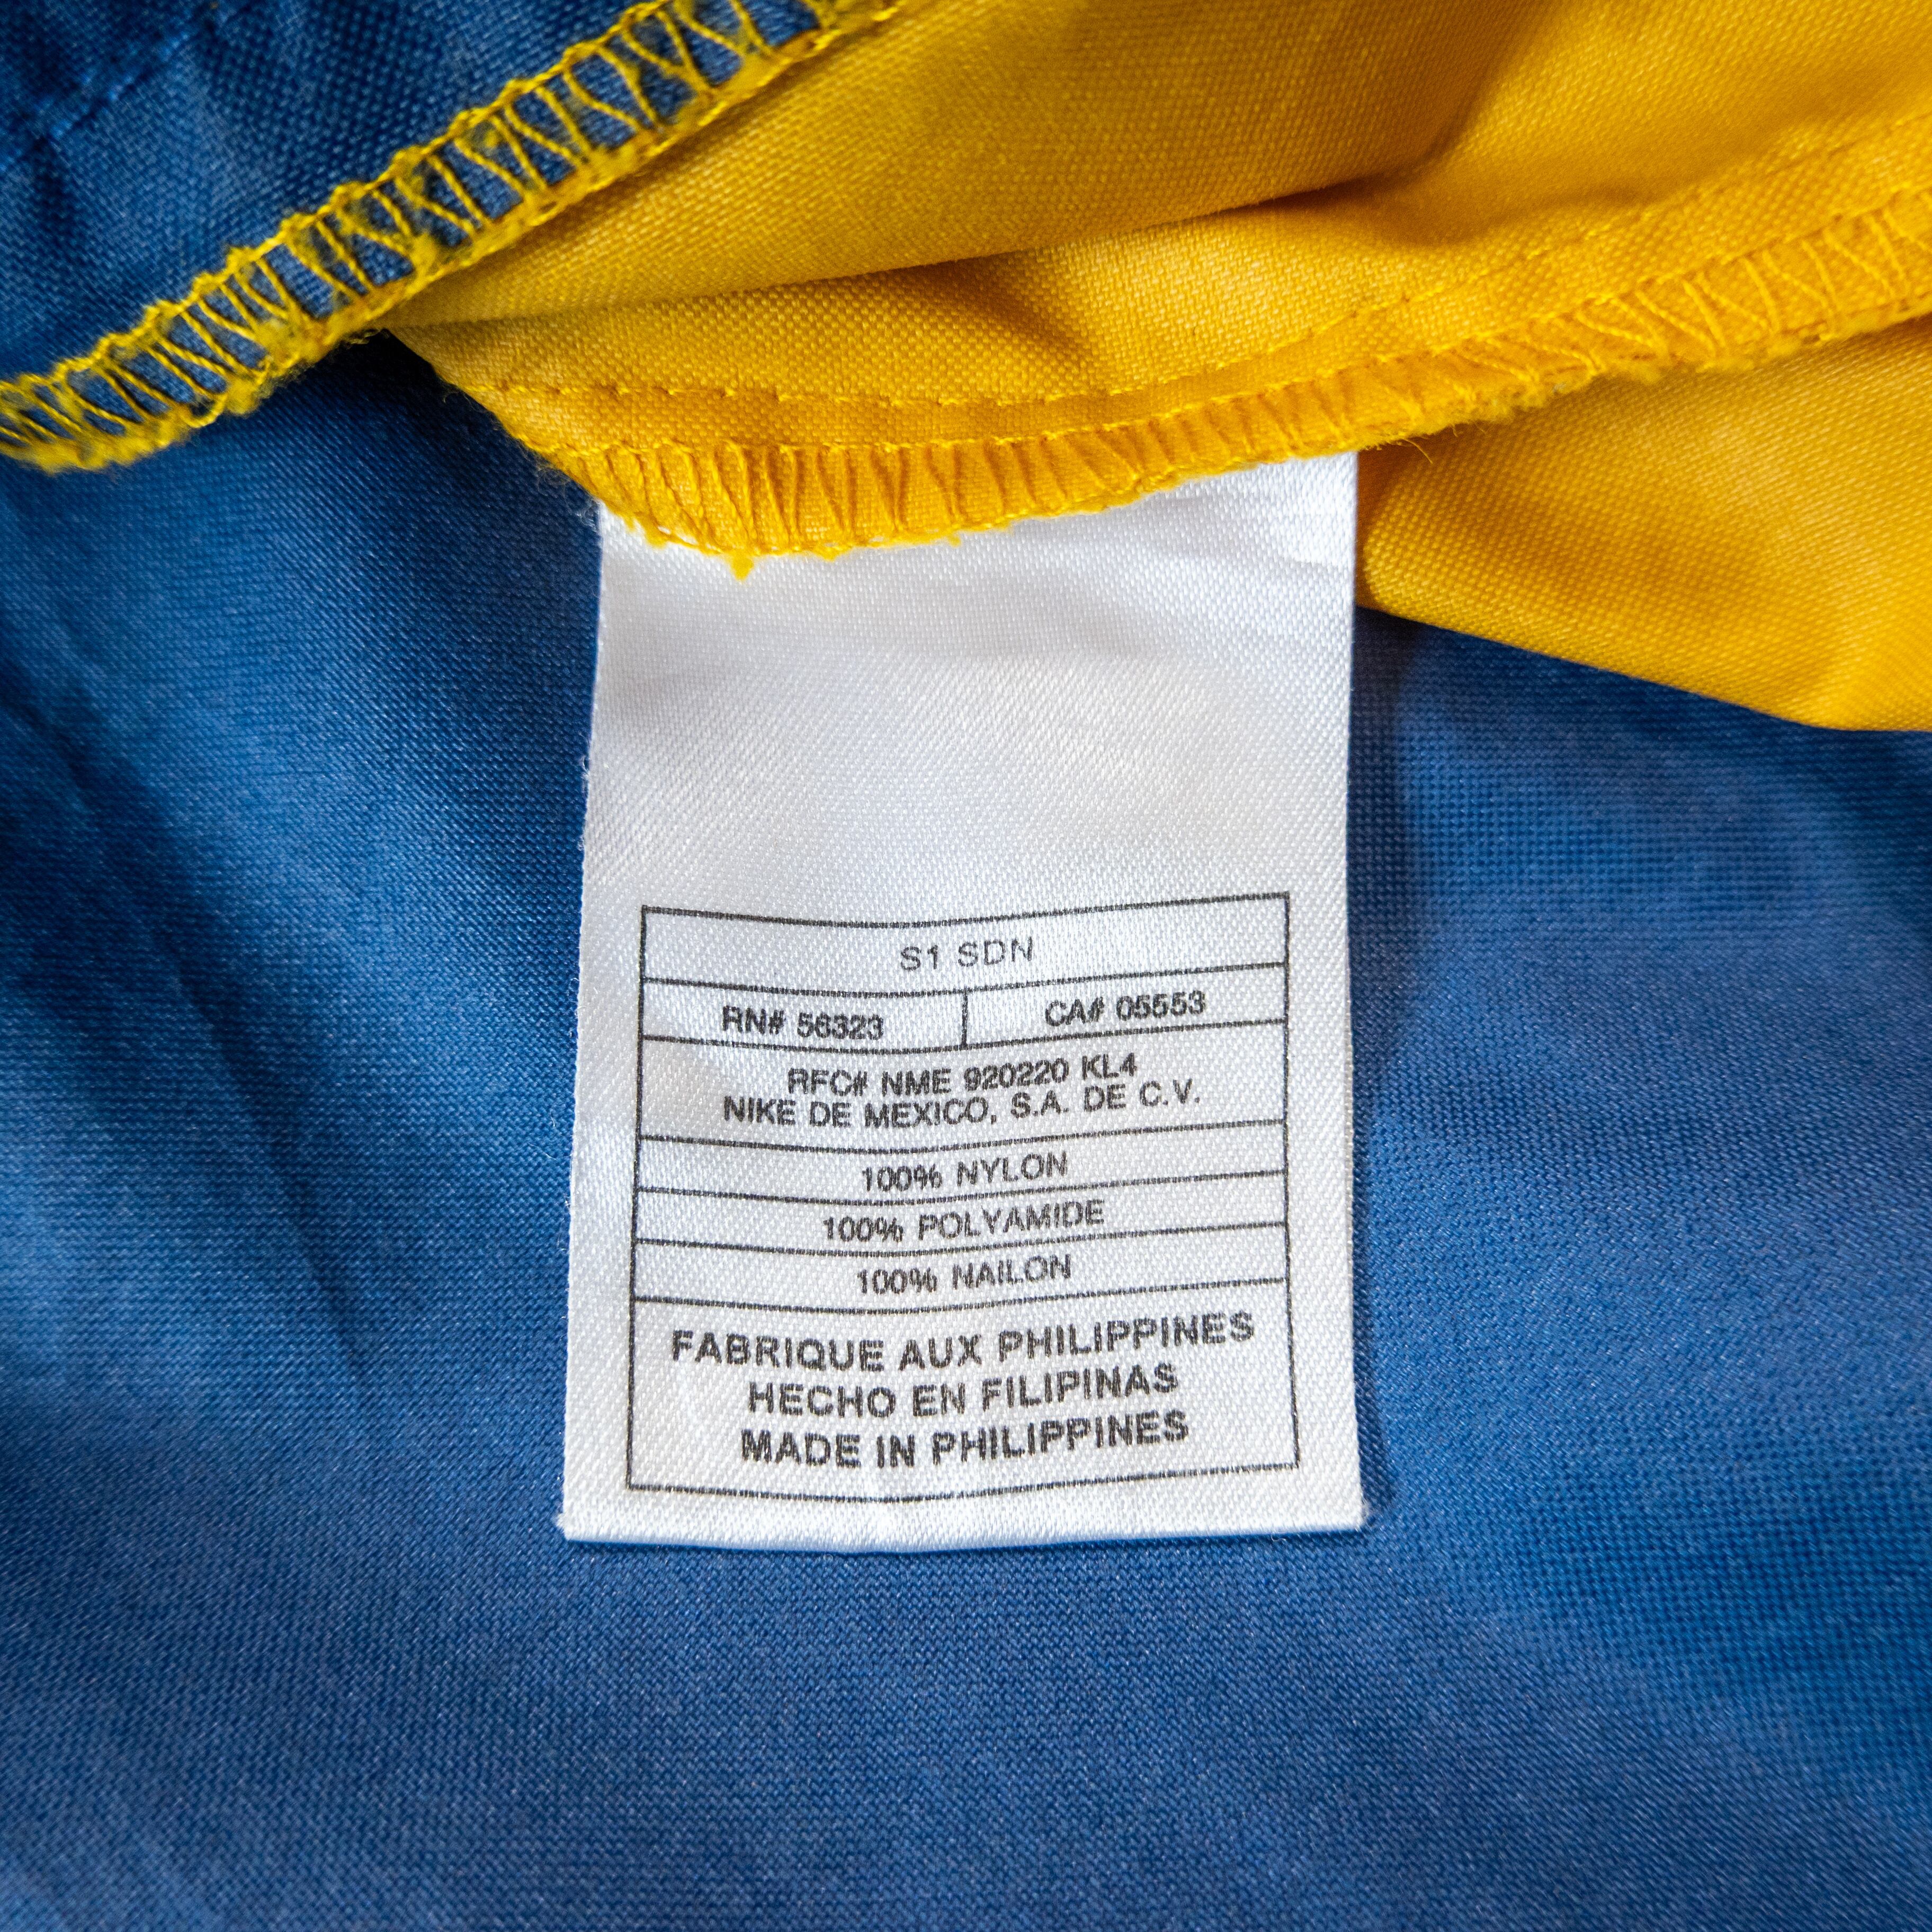 S1 SDN
RN# 56323 CA# 05553
RFC# NME 920220 KL4
NIKE DE MEXICO, S.A. DE C.V.
100% NYLON
100% POLYAMIDE
100% NAILON
FABRIQUE AUX PHILIPPINES
HECHO EN FILIPINAS
MADE IN PHILIPPINES